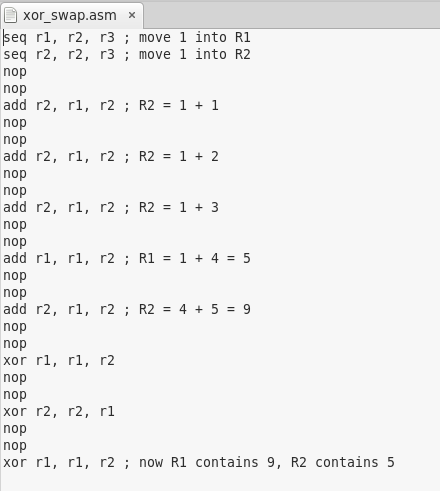 xor_swap.asm ×
seq r1, r2, r3 ; move 1 into R1
seq r2, r2, r3 ; move 1 into R2
nop
nop
add r2, r1, r2 ; R2 = 1 + 1
nop
nop
add r2, r1, r2 ; R2 = 1 + 2
nop
nop
add r2, r1, r2 ; R2 = 1 + 3
nop
nop
add r1, r1, r2 ; R1 = 1 + 4 = 5
nop
nop
add r2, r1, r2 ; R2 = 4 + 5 = 9
nop
nop
xor r1, r1, r2
nop
nop
xor r2, r2, r1
nop
nop
xor r1, r1, r2 ; now R1 contains 9, R2 contains 5